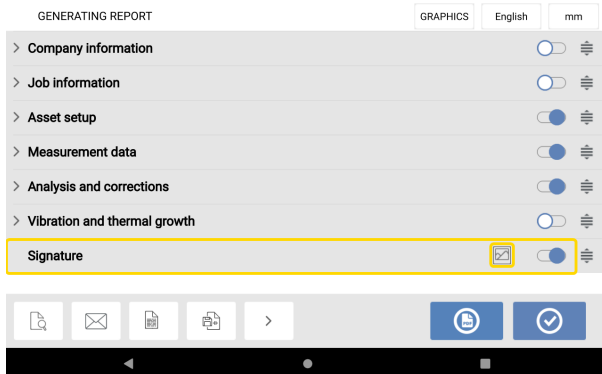 GENERATING REPORT GRAPHICS English mm
Company information
Job information
Asset setup
Measurement data
Analysis and corrections
Vibration and thermal growth
Signature
PDF